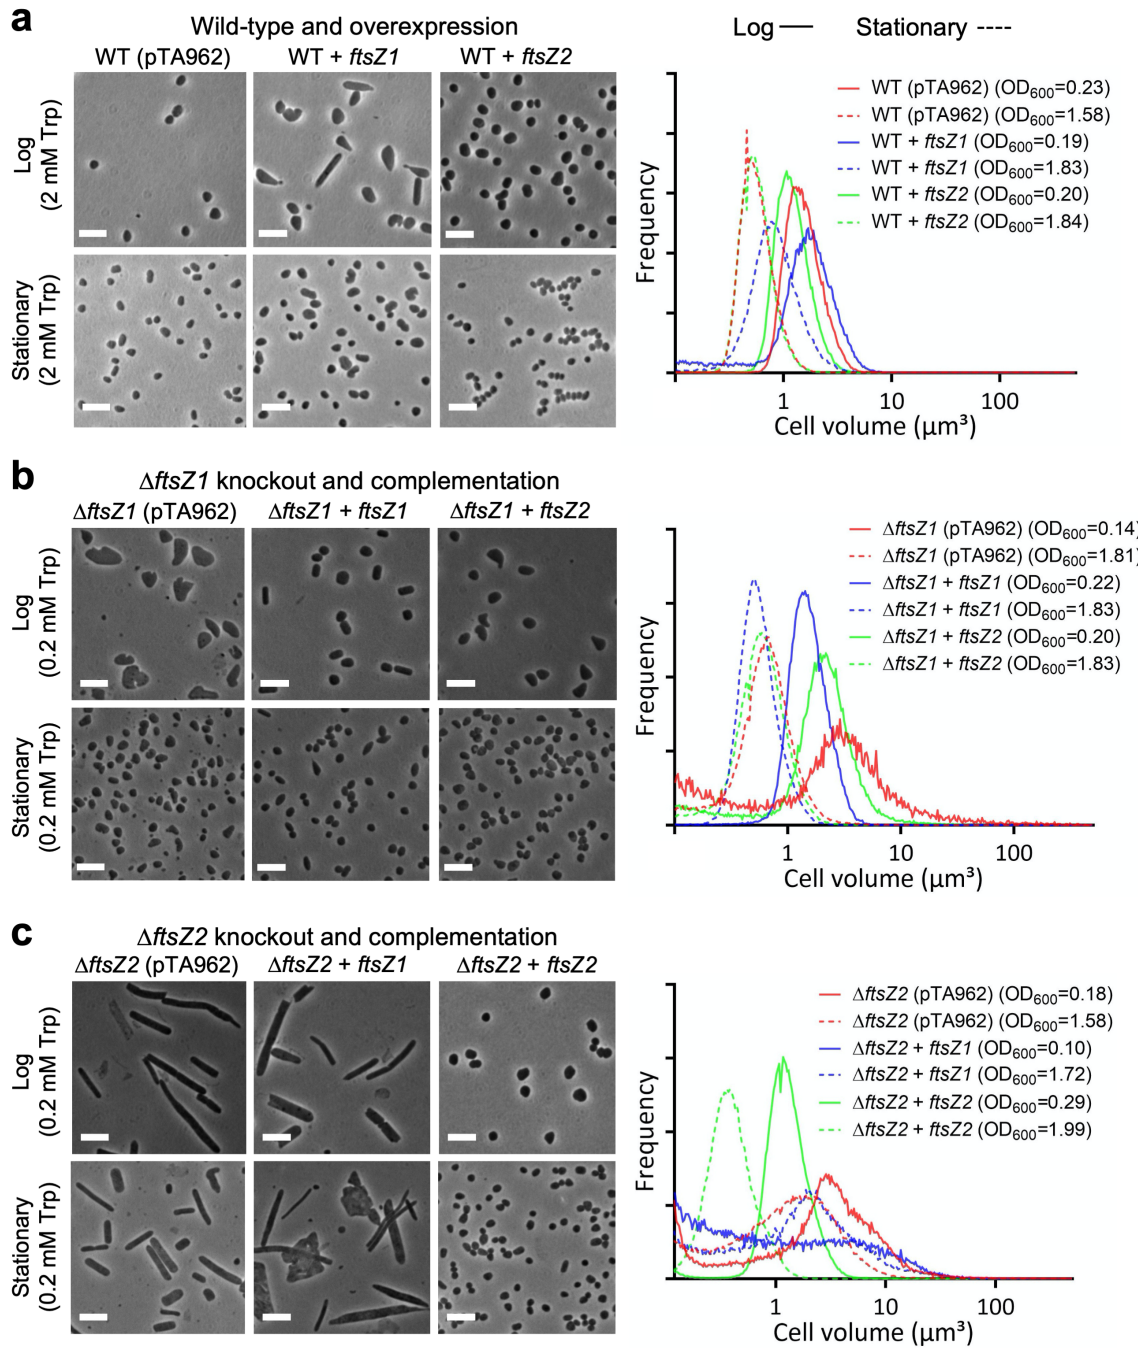 a
Wild-type and overexpression
WT (pTA962) WT + ftsZ1 WT + ftsZ2
Log
(2 mM Trp)
Stationary
(2 mM Trp)
Log Stationary
WT (pTA962) (OD600=0.23)
WT (pTA962) (OD600=1.58)
WT + ftsZ1 (OD600=0.19)
WT + ftsZ1 (OD600=1.83)
WT + ftsZ2 (OD600=0.20)
WT + ftsZ2 (OD600=1.84)
Frequency
1 10 100
Cell volume (µm³)
b
ΔftsZ1 knockout and complementation
ΔftsZ1 (pTA962) ΔftsZ1 + ftsZ1 ΔftsZ1 + ftsZ2
Log
(0.2 mM Trp)
Stationary
(0.2 mM Trp)
ΔftsZ1 (pTA962) (OD600=0.14)
ΔftsZ1 (pTA962) (OD600=1.81)
ΔftsZ1 + ftsZ1 (OD600=0.22)
ΔftsZ1 + ftsZ1 (OD600=1.83)
ΔftsZ1 + ftsZ2 (OD600=0.20)
ΔftsZ1 + ftsZ2 (OD600=1.83)
Frequency
1 10 100
Cell volume (µm³)
c
ΔftsZ2 knockout and complementation
ΔftsZ2 (pTA962) ΔftsZ2 + ftsZ1 ΔftsZ2 + ftsZ2
Log
(0.2 mM Trp)
Stationary
(0.2 mM Trp)
ΔftsZ2 (pTA962) (OD600=0.18)
ΔftsZ2 (pTA962) (OD600=1.58)
ΔftsZ2 + ftsZ1 (OD600=0.10)
ΔftsZ2 + ftsZ1 (OD600=1.72)
ΔftsZ2 + ftsZ2 (OD600=0.29)
ΔftsZ2 + ftsZ2 (OD600=1.99)
Frequency
1 10 100
Cell volume (µm³)